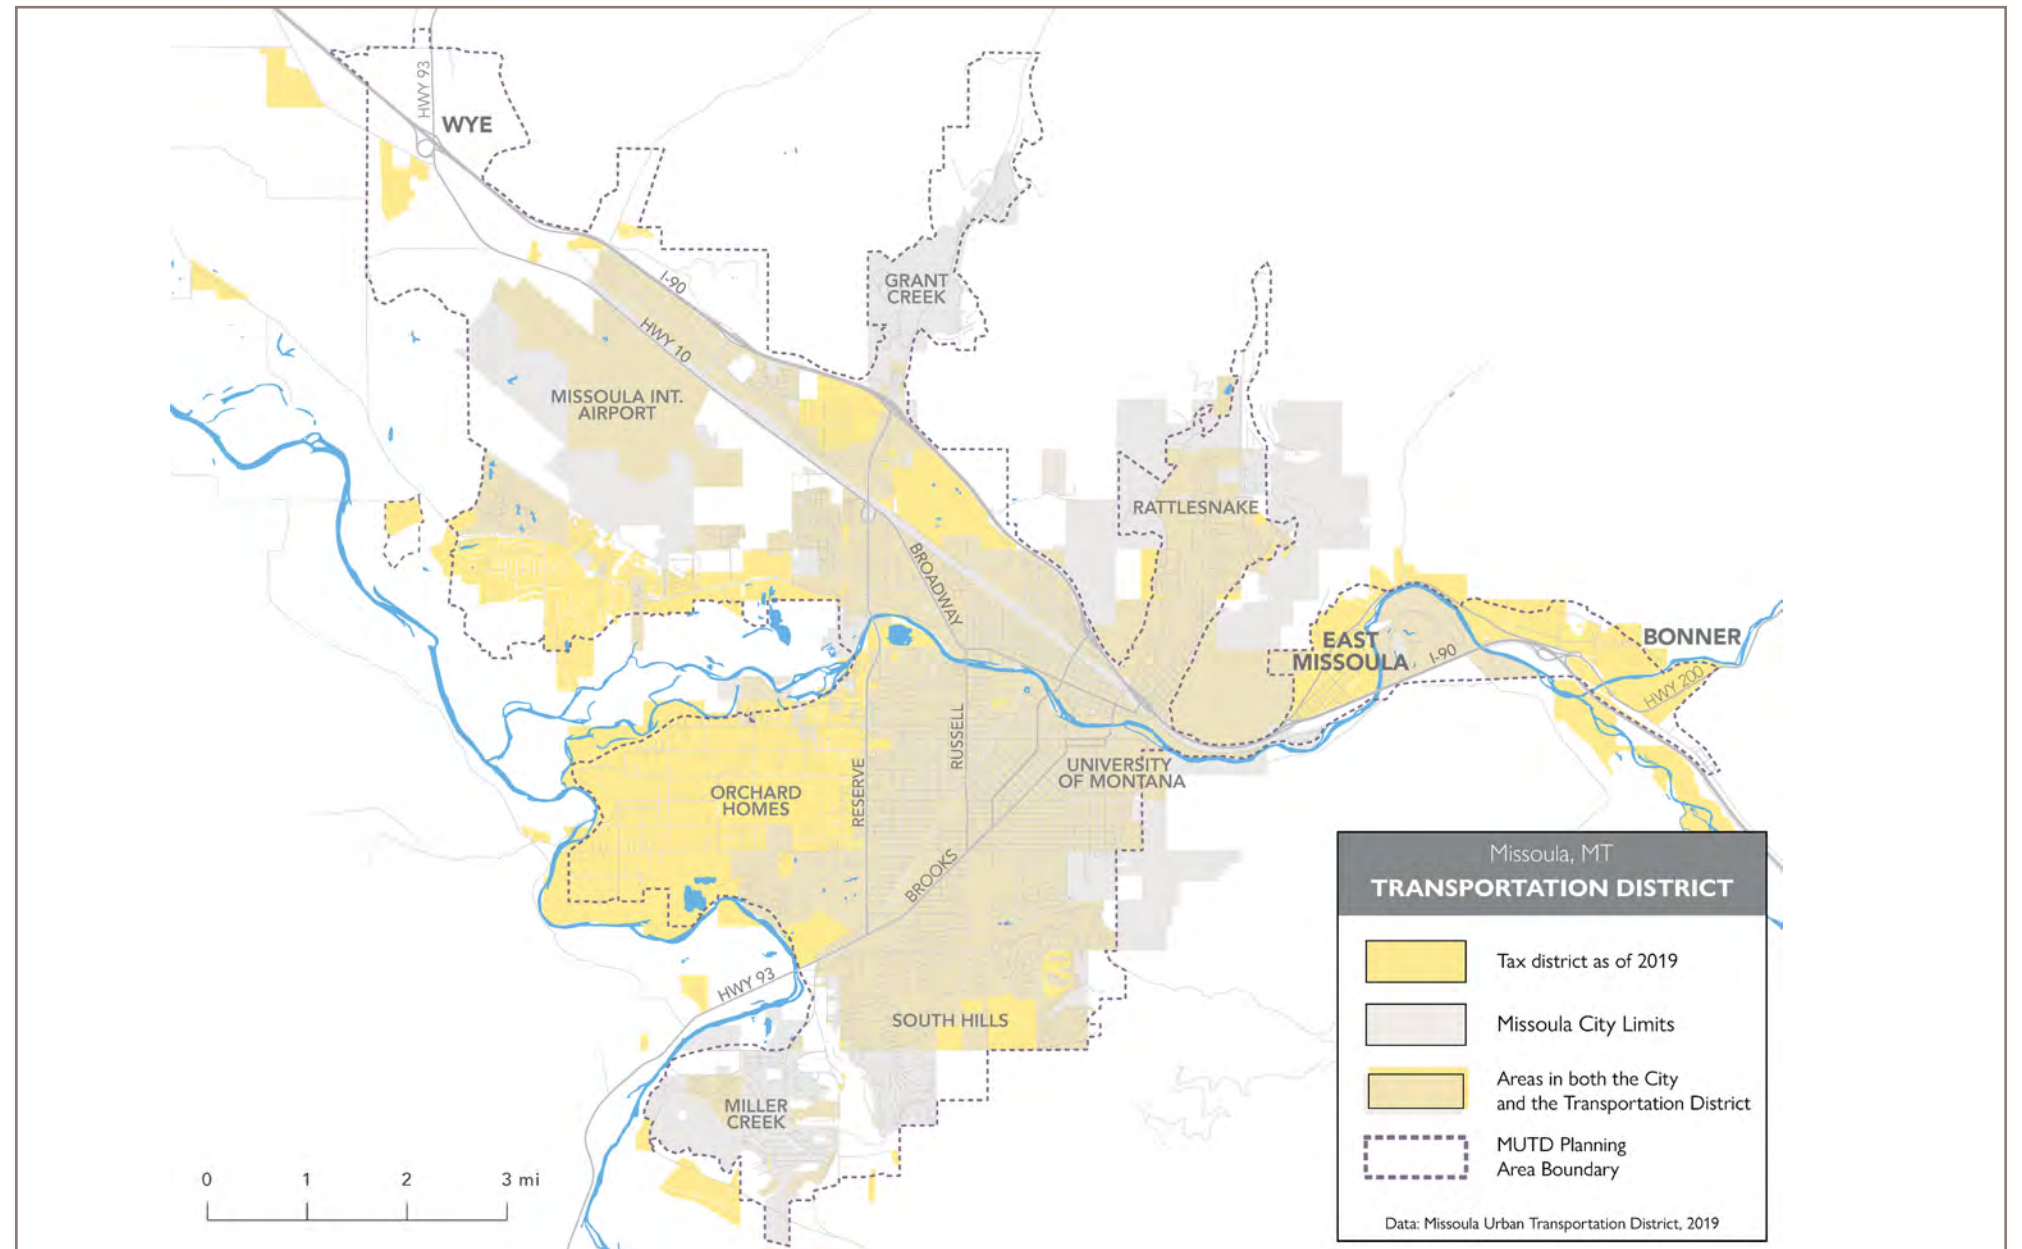 HWY 93
WYE
GRANT
CREEK
I-90
HWY 10
MISSOULA INT.
AIRPORT
RATTLESNAKE
BROADWAY
EAST
MISSOULA
I-90
BONNER
HWY 200
RUSSELL
UNIVERSITY
OF MONTANA
ORCHARD
HOMES
RESERVE
BROOKS
HWY 93
SOUTH HILLS
MILLER
CREEK
0 1 2 3 mi
Missoula, MT
TRANSPORTATION DISTRICT
Tax district as of 2019
Missoula City Limits
Areas in both the City
and the Transportation District
MUTD Planning
Area Boundary
Data: Missoula Urban Transportation District, 2019